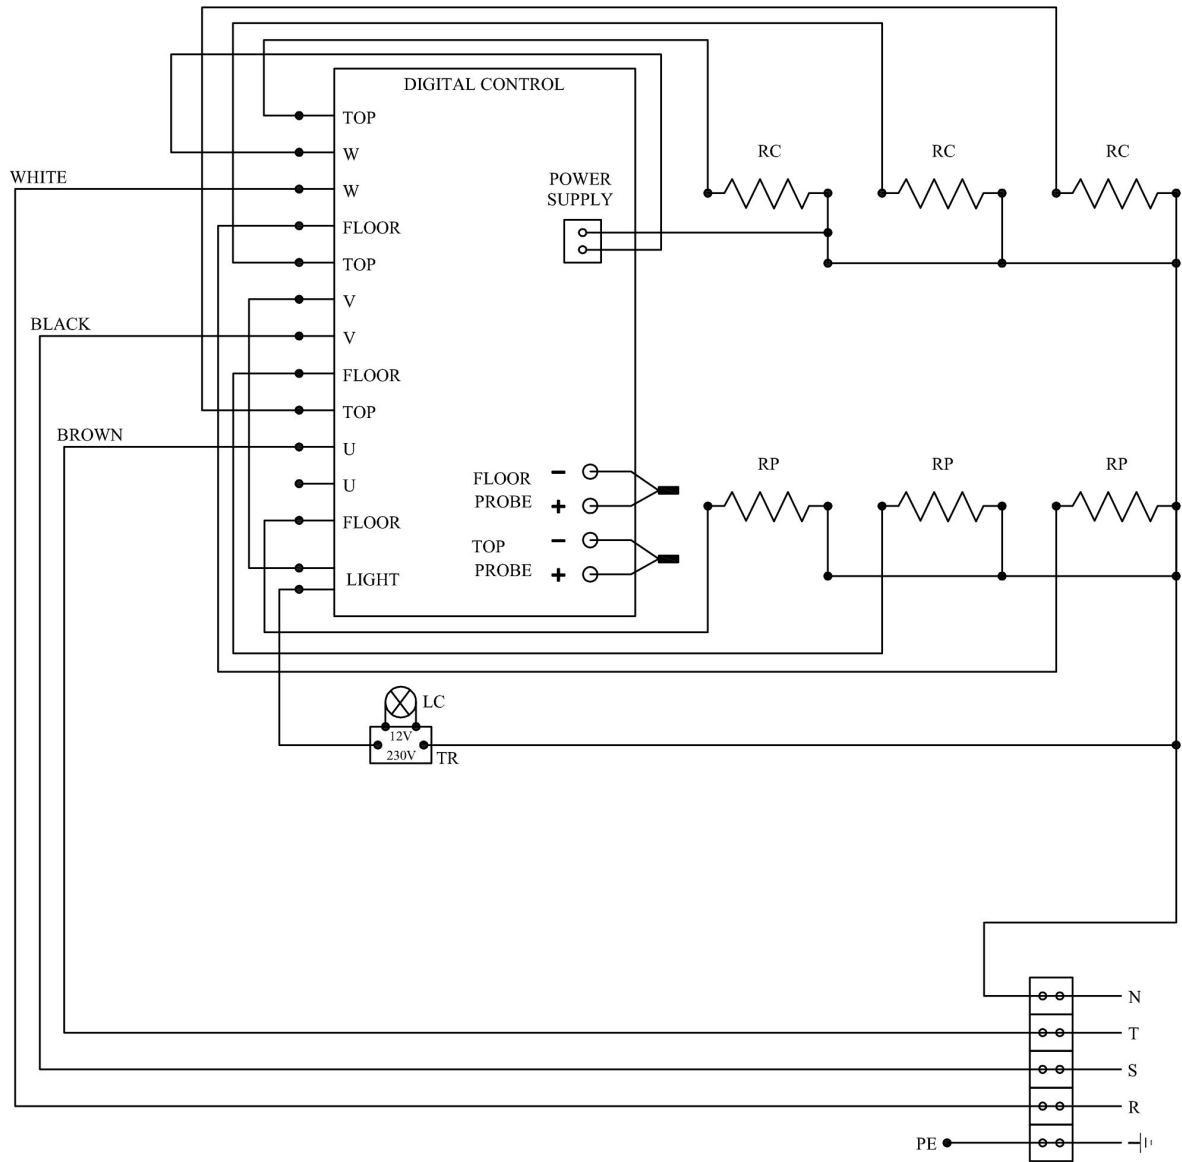 DIGITAL CONTROL
TOP
W
WHITE
W
FLOOR
TOP
V
BLACK
V
FLOOR
TOP
BROWN
U
U
FLOOR
LIGHT
POWER
SUPPLY
FLOOR
PROBE
−
+
TOP
PROBE
−
+
RC
RC
RC
RP
RP
RP
LC
12V
230V
TR
N
T
S
R
PE